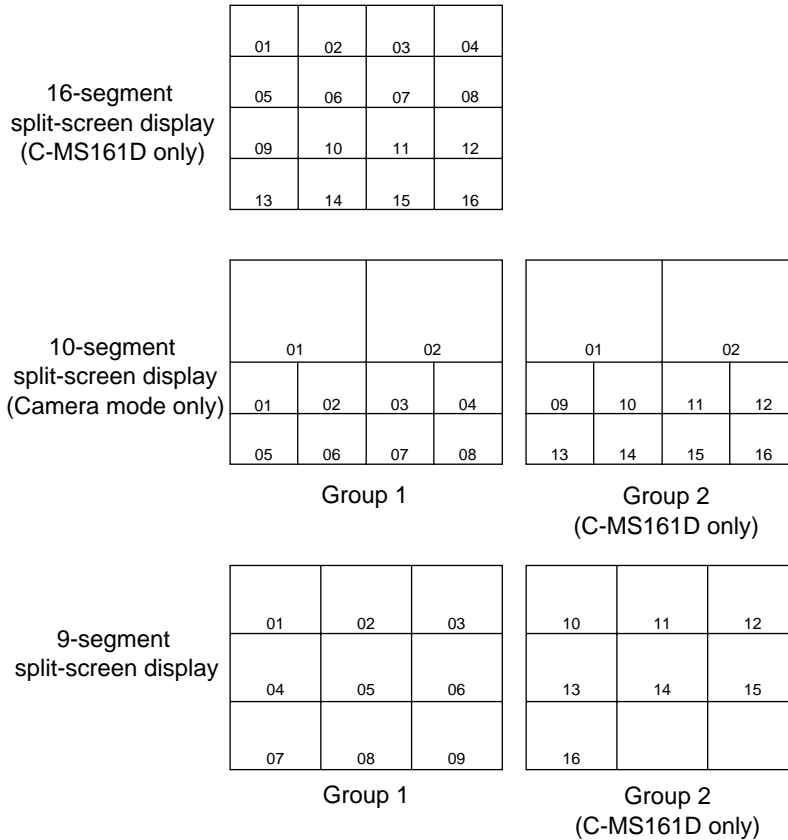 01 02 03 04
05 06 07 08
09 10 11 12
13 14 15 16
16-segment
split-screen display
(C-MS161D only)
10-segment
split-screen display
(Camera mode only)
01 02
01 02 03 04
05 06 07 08
Group 1
01 02
09 10 11 12
13 14 15 16
Group 2
(C-MS161D only)
9-segment
split-screen display
01 02 03
04 05 06
07 08 09
Group 1
10 11 12
13 14 15
16
Group 2
(C-MS161D only)